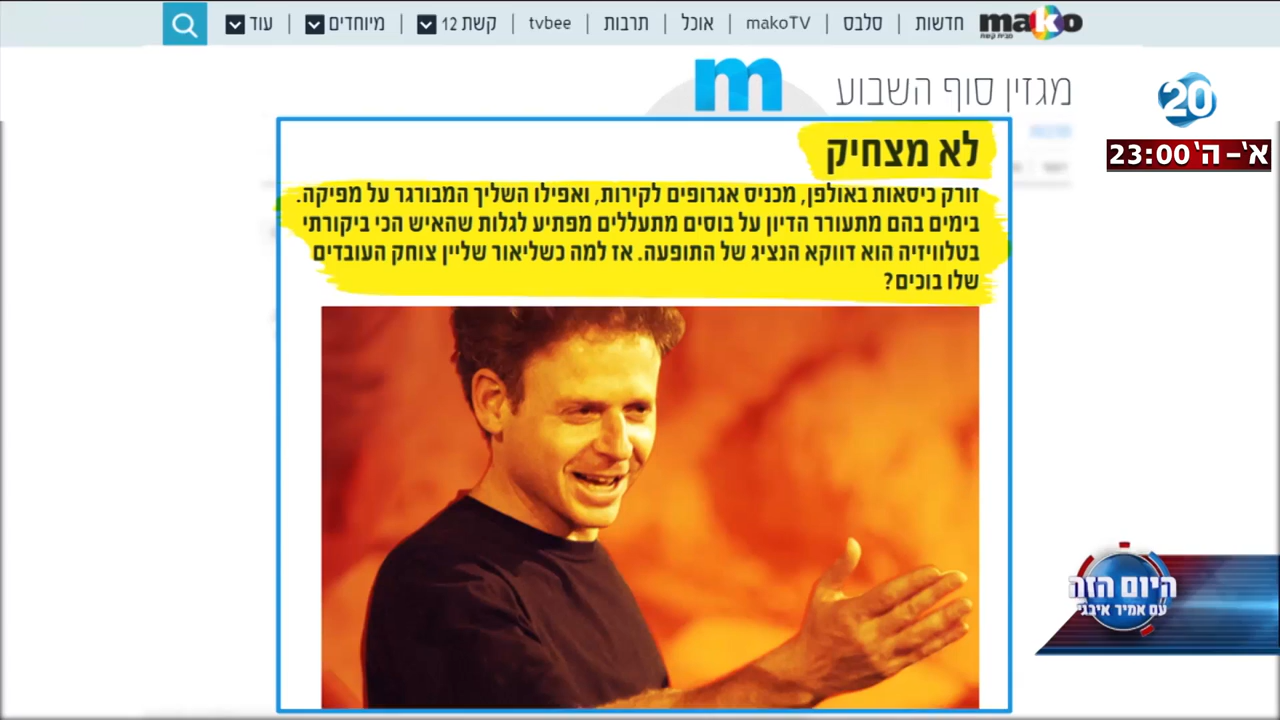 mako חדשות | סלבס | makoTV | אוכל | תרבות | tvbee | קשת 12 | מיוחדים | עוד
מבית קשת
מגזין סוף השבוע
m
20
א'-ה' 23:00
לא מצחיק
זורק כיסאות באולפן, מכניס אגרופים לקירות, ואפילו השליך המבורגר על מפיקה.
בימים בהם מתעורר הדיון על בוסים מתעללים מפתיע לגלות שהאיש הכי ביקורתי
בטלוויזיה הוא דווקא הנציג של התופעה. אז למה כשליאור שליין צוחק העובדים
שלו בוכים?
היום הזה
עם אמיר איבגי